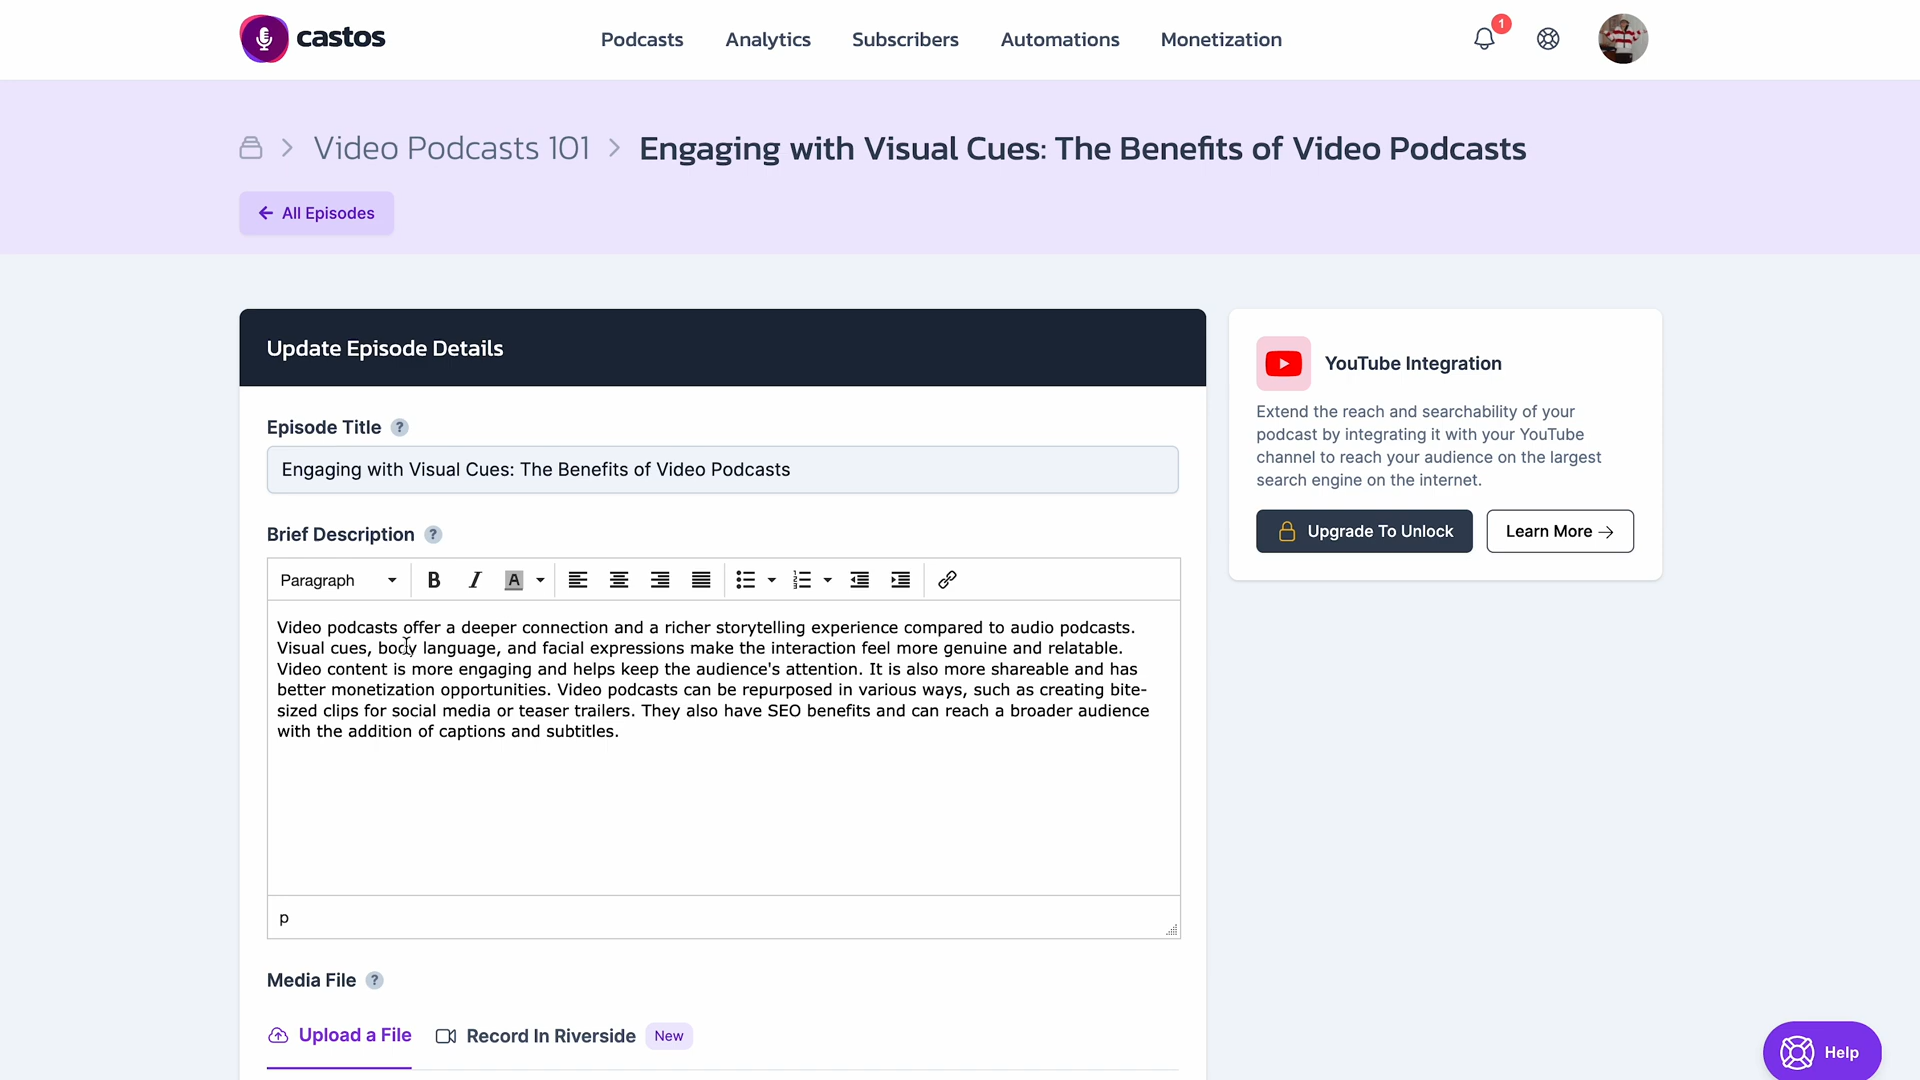 castos
Podcasts
Analytics
Subscribers
Automations
Monetization
1
Video Podcasts 101
Engaging with Visual Cues: The Benefits of Video Podcasts
All Episodes
Update Episode Details
Episode Title ?
Engaging with Visual Cues: The Benefits of Video Podcasts
Brief Description ?
Paragraph
B
I
A
Video podcasts offer a deeper connection and a richer storytelling experience compared to audio podcasts.
Visual cues, body language, and facial expressions make the interaction feel more genuine and relatable.
Video content is more engaging and helps keep the audience's attention. It is also more shareable and has
better monetization opportunities. Video podcasts can be repurposed in various ways, such as creating bite-
sized clips for social media or teaser trailers. They also have SEO benefits and can reach a broader audience
with the addition of captions and subtitles.
p
Media File ?
Upload a File
Record In Riverside
New
YouTube Integration
Extend the reach and searchability of your
podcast by integrating it with your YouTube
channel to reach your audience on the largest
search engine on the internet.
Upgrade To Unlock
Learn More
Help